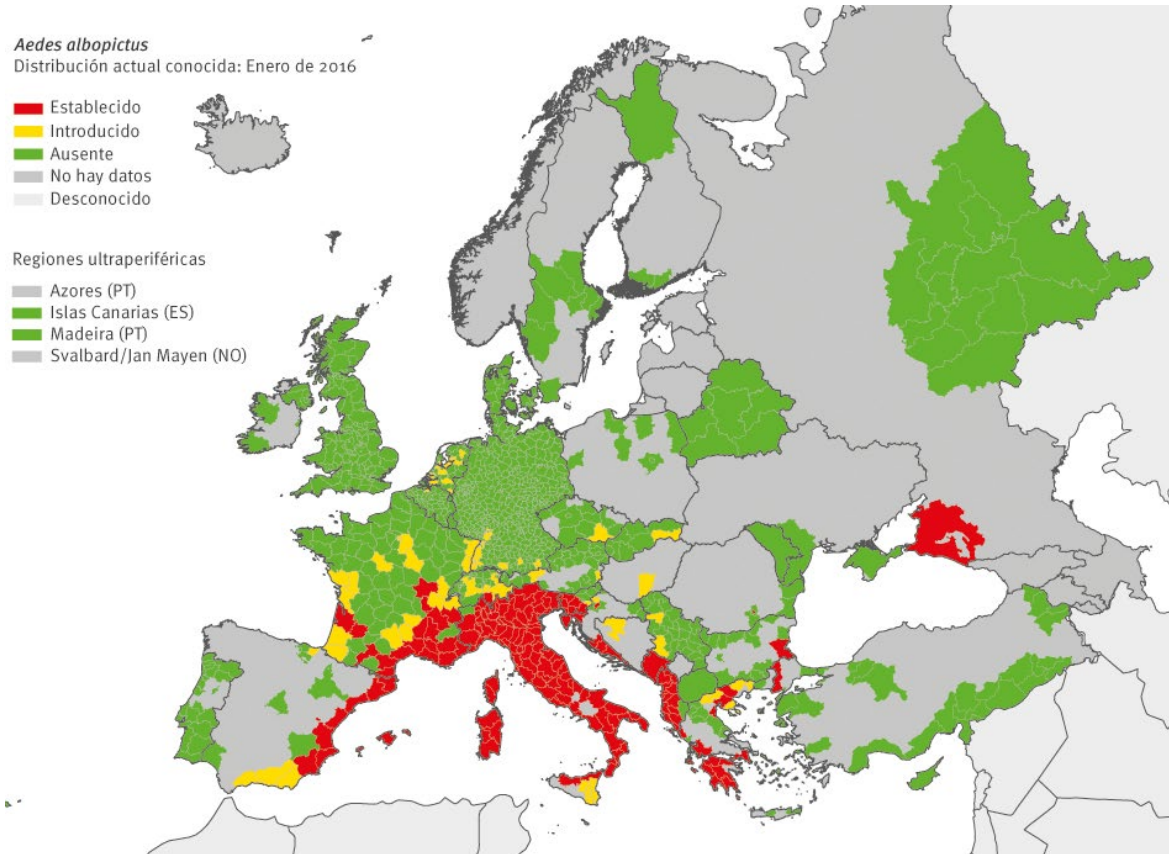 Aedes albopictus
Distribución actual conocida: Enero de 2016
Establecido
Introducido
Ausente
No hay datos
Desconocido
Regiones ultraperiféricas
Azores (PT)
Islas Canarias (ES)
Madeira (PT)
Svalbard/Jan Mayen (NO)